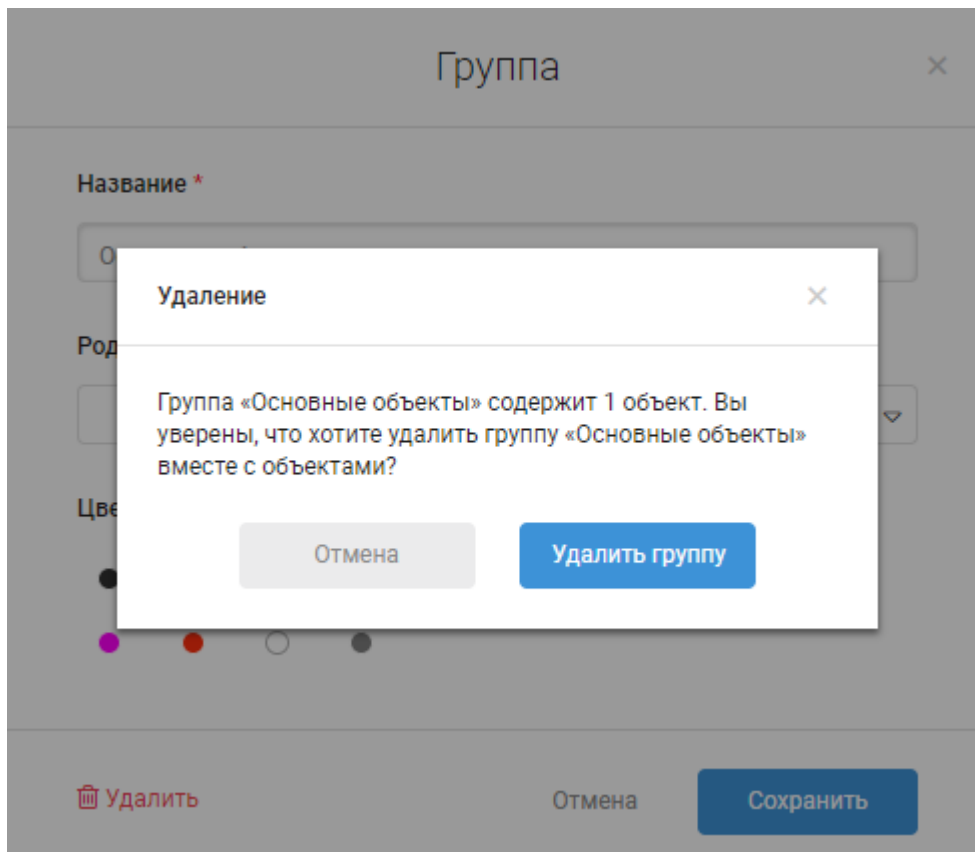 Группа
Название *
Удаление
Группа «Основные объекты» содержит 1 объект. Вы
уверены, что хотите удалить группу «Основные объекты»
вместе с объектами?
Отмена
Удалить группу
Удалить
Отмена
Сохранить